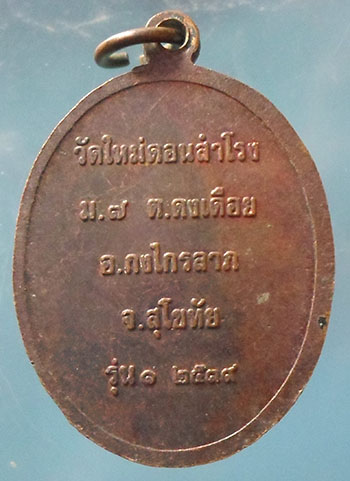 วัดใหม่ดอนสำโรง
ม.๗ ต.ดงเดือย
อ.กงไกรลาภ
จ.สุโขทัย
รุ่น๑ ๒๕๓๙